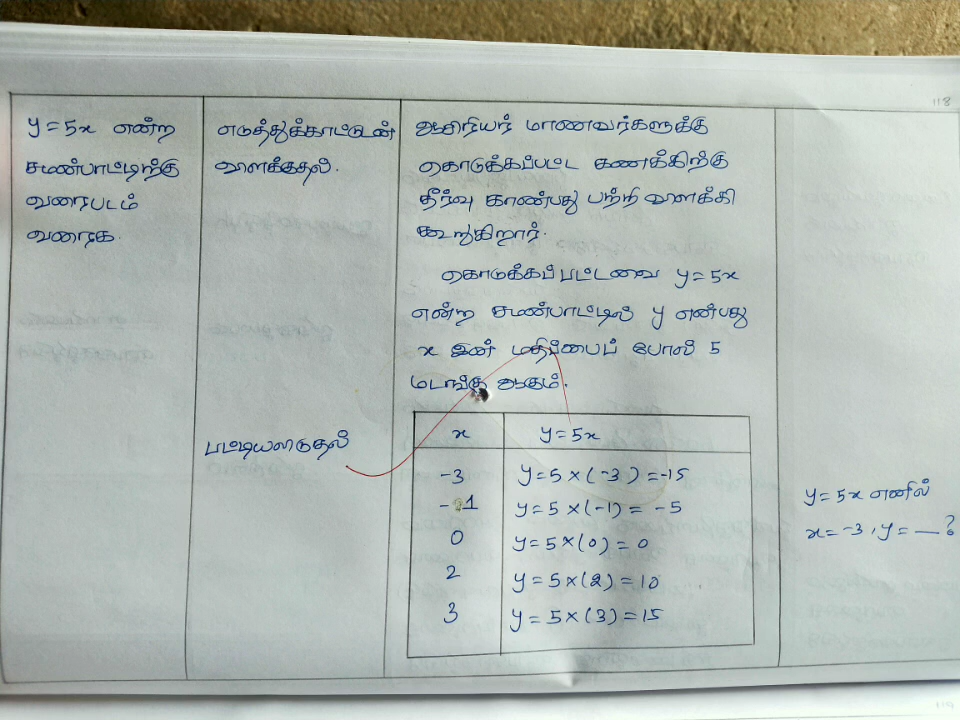 118
y = 5x என்ற
சமன்பாட்டிற்கு
வரைபடம்
வரைக.
எடுத்துக்காட்டுடன்
விளக்குதல்.
ஆசிரியர் மாணவர்களுக்கு
கொடுக்கப்பட்ட கணக்கிற்கு
தீர்வு காண்பது பற்றி விளக்கி
கூறுகிறார்.
கொடுக்கப்பட்டவை y = 5x
என்ற சமன்பாட்டில் y என்பது
x இன் மதிப்பைப் போல் 5
மடங்கு ஆகும்.
பட்டியலிடுதல்
x y = 5x
-3 y = 5 × (-3) = -15
-1 y = 5 × (-1) = -5
0 y = 5 × (0) = 0
2 y = 5 × (2) = 10
3 y = 5 × (3) = 15
y = 5x எனில்
x = -3, y = __ ?
119